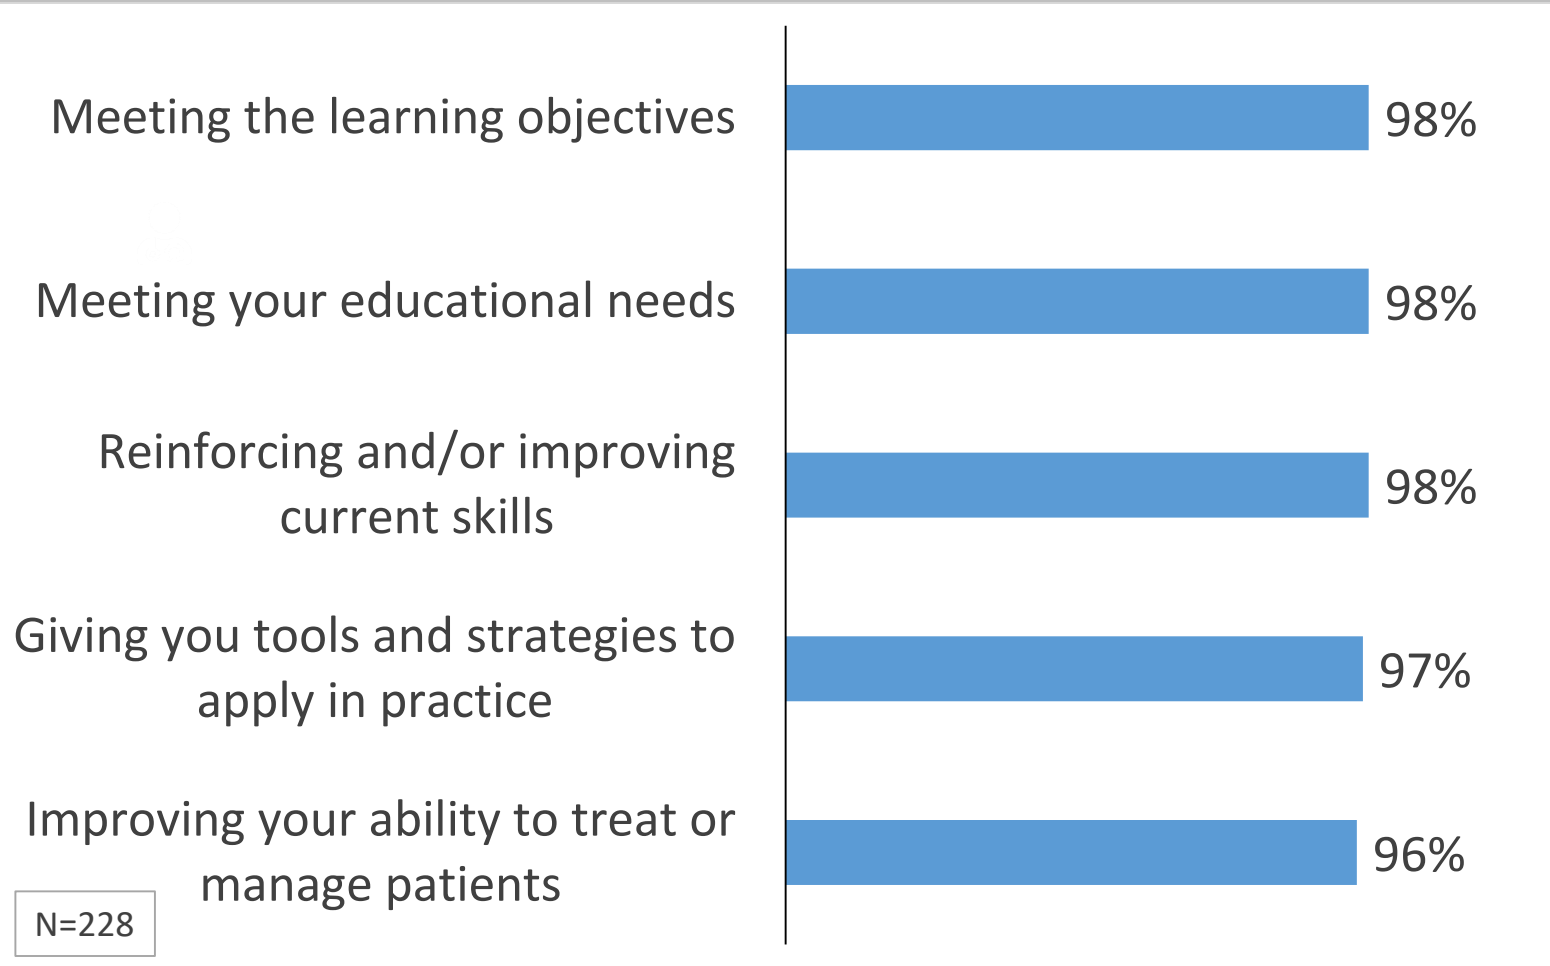 Meeting the learning objectives
98%
Meeting your educational needs
98%
Reinforcing and/or improving
current skills
98%
Giving you tools and strategies to
apply in practice
97%
Improving your ability to treat or
manage patients
96%
N=228